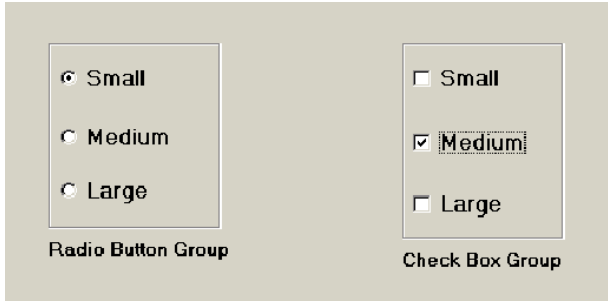 Small
Medium
Large
Radio Button Group
Small
Medium
Large
Check Box Group